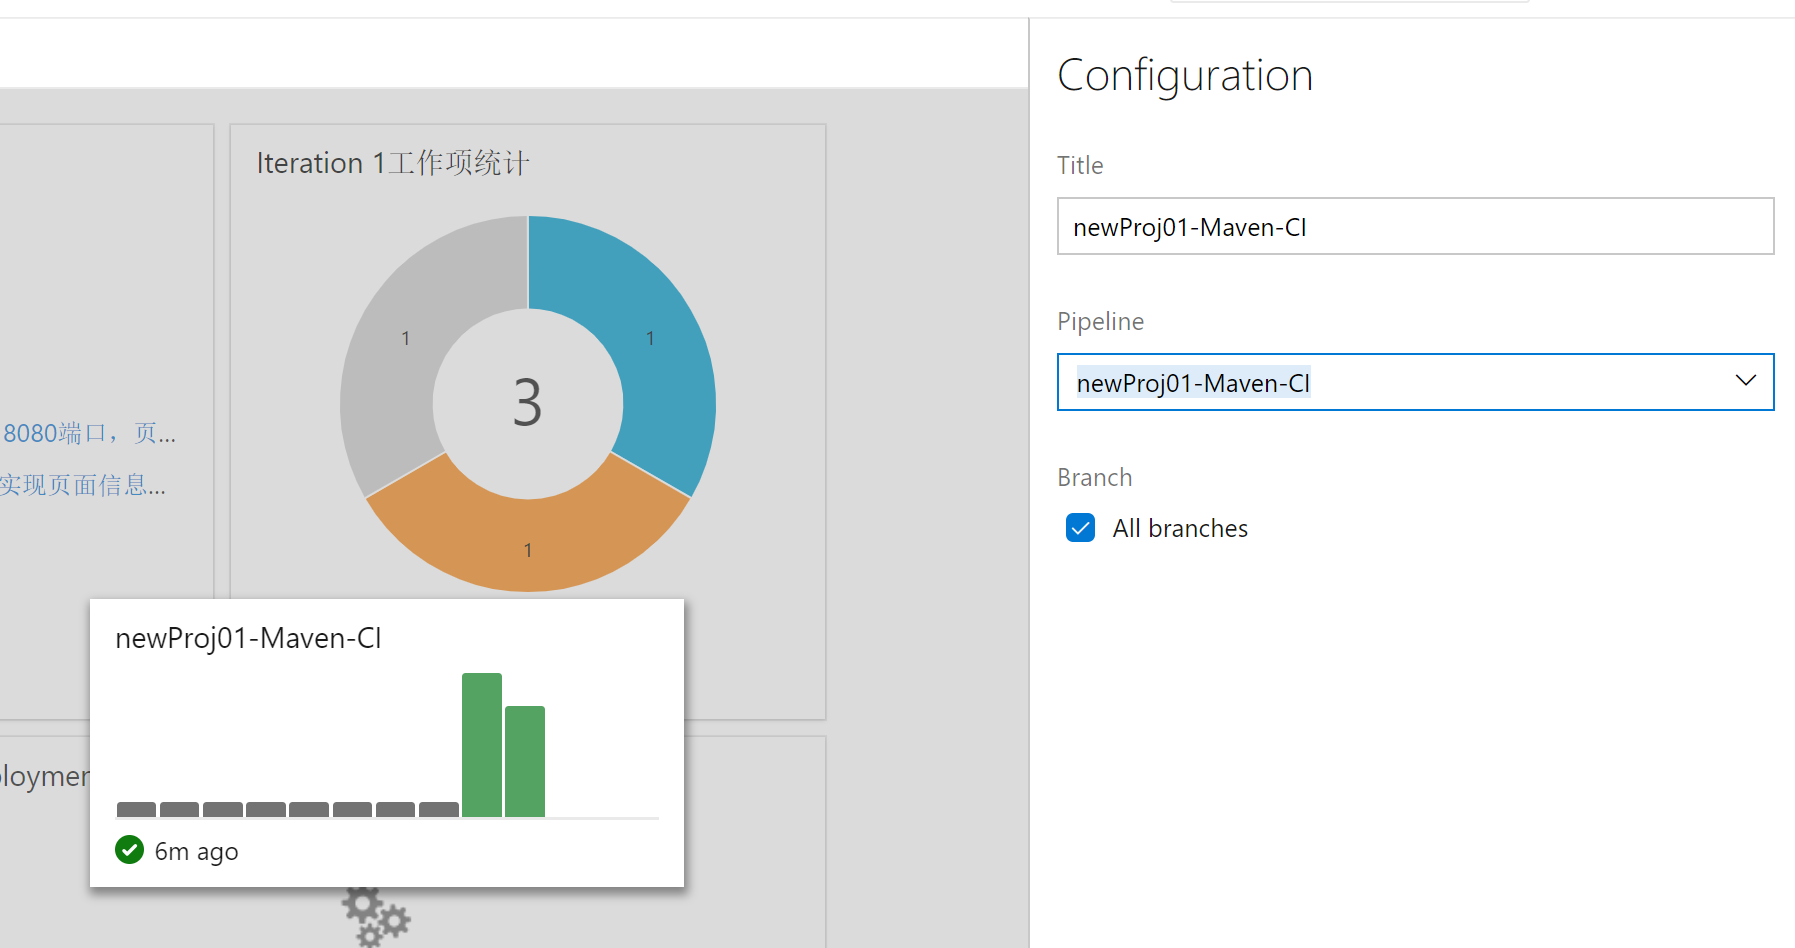 Iteration 1工作项统计
1
1
3
1
8080端口，页...
实现页面信息...
newProj01-Maven-CI
6m ago
Configuration
Title
newProj01-Maven-CI
Pipeline
newProj01-Maven-CI
Branch
All branches